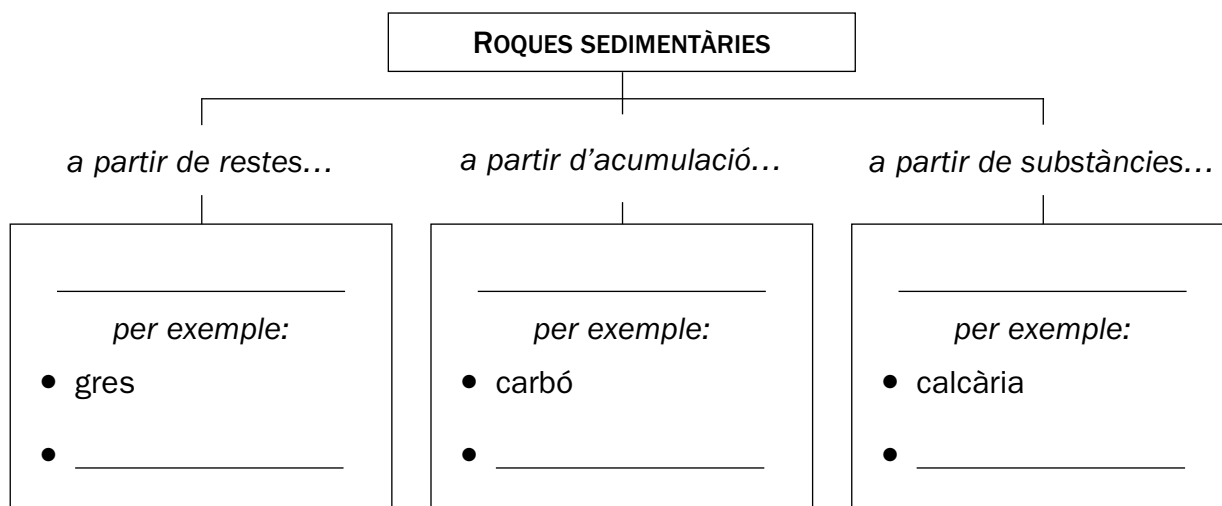 ROQUES SEDIMENTÀRIES
a partir de restes...
a partir d'acumulació...
a partir de substàncies...
per exemple:
per exemple:
per exemple:
• gres
• carbó
• calcària
•
•
•